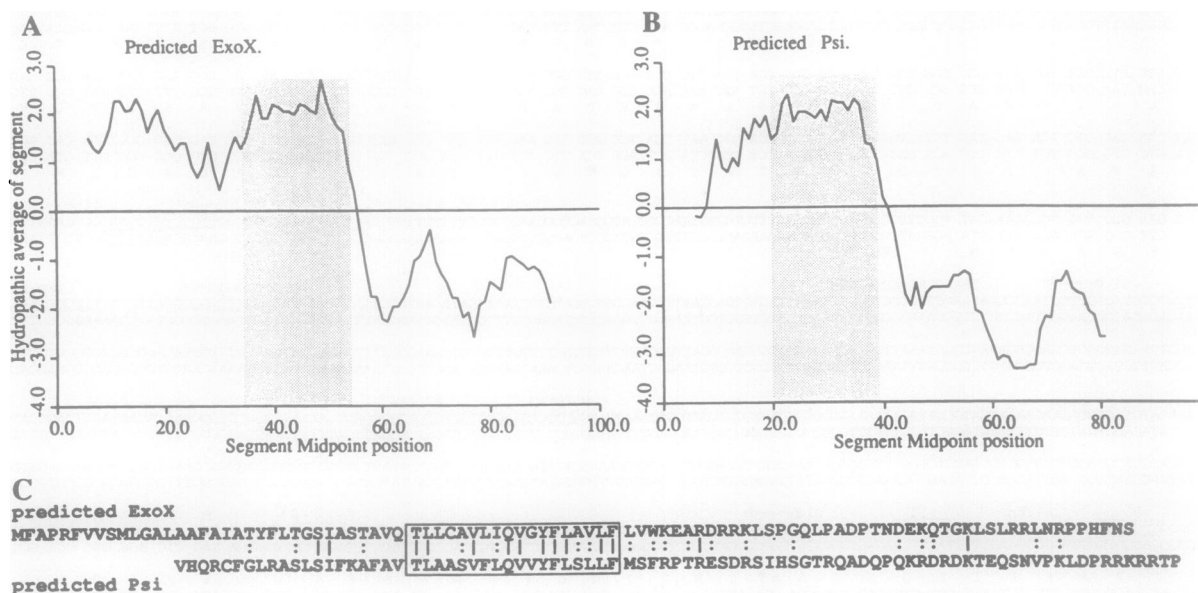 A
Predicted ExoX.
Hydropathic average of segment
3.0
2.0
1.0
0.0
-1.0
-2.0
-3.0
-4.0
0.0 20.0 40.0 60.0 80.0 100.0
Segment Midpoint position
B
Predicted Psi.
3.0
2.0
1.0
0.0
-1.0
-2.0
-3.0
-4.0
0.0 20.0 40.0 60.0 80.0
Segment Midpoint position
C
predicted ExoX
MFAPRFVVSMLGALAAFAIATYFLTGSIASTAVQ TLLCAVLIQVGYFLAVLF LVWKEARDRRKLSPGQLPADPTNDEKQTGKLSLRRLNRPPHFNS
VHQRCFGLRASLSIFKAFAV TLAASVFLQVVYFLSLLF MSFRPTRESDRSIHSGTRQADQPQKRDRDKTEQSNVPKLDPRRKRRTP
predicted Psi